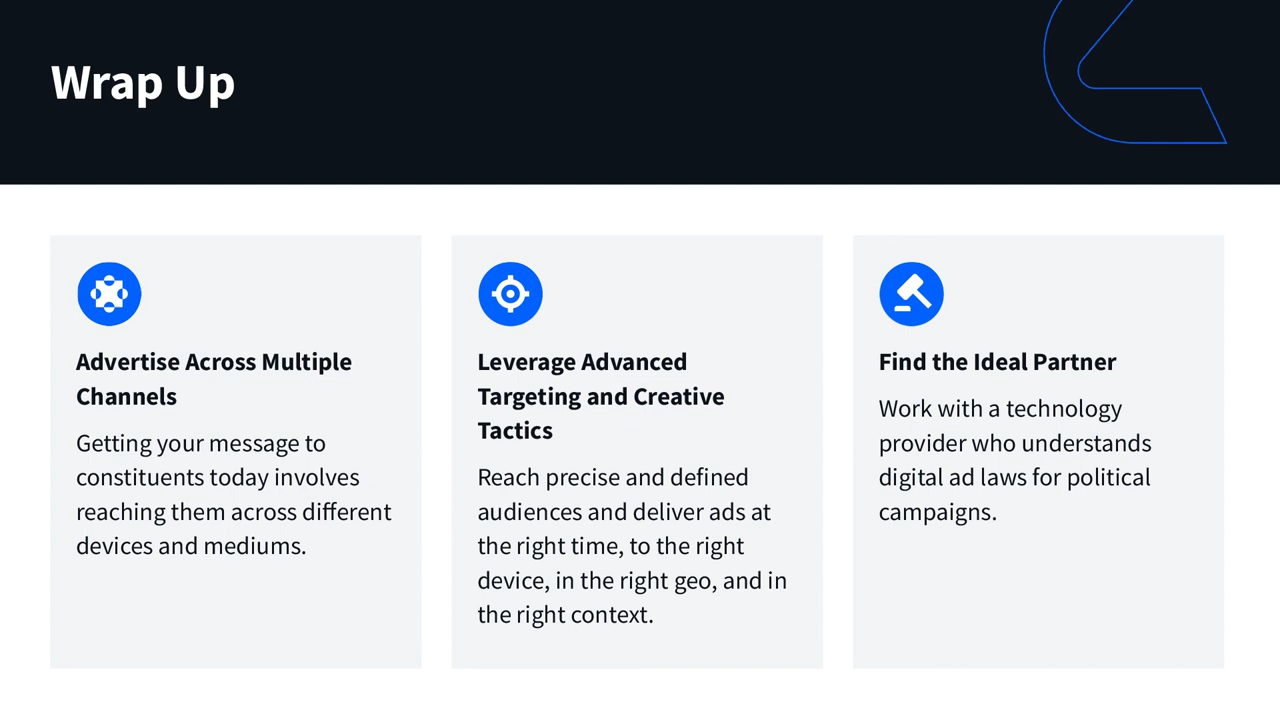 Wrap Up
Advertise Across Multiple
Channels
Getting your message to
constituents today involves
reaching them across different
devices and mediums.
Leverage Advanced
Targeting and Creative
Tactics
Reach precise and defined
audiences and deliver ads at
the right time, to the right
device, in the right geo, and in
the right context.
Find the Ideal Partner
Work with a technology
provider who understands
digital ad laws for political
campaigns.